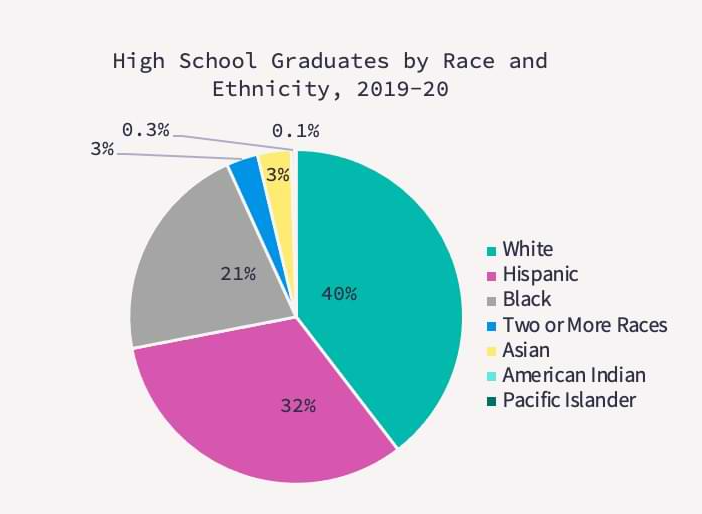 High School Graduates by Race and
Ethnicity, 2019-20
0.3%
0.1%
3%
3%
21%
40%
32%
White
Hispanic
Black
Two or More Races
Asian
American Indian
Pacific Islander